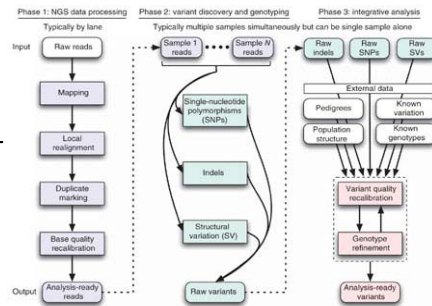 Phase 1: NGS data processing
Typically by lane
Input
Raw reads
Mapping
Local
realignment
Duplicate
marking
Base quality
recalibration
Output
Analysis-ready
reads
Phase 2: variant discovery and genotyping
Typically multiple samples simultaneously but can be single sample alone
Sample 1
reads
Sample N
reads
Single-nucleotide
polymorphisms
(SNPs)
Indels
Structural
variation (SV)
Raw variants
Phase 3: integrative analysis
Raw
indels
Raw
SNPs
Raw
SVs
External data
Pedigrees
Known
variation
Population
structure
Known
genotypes
Variant quality
recalibration
Genotype
refinement
Analysis-ready
variants